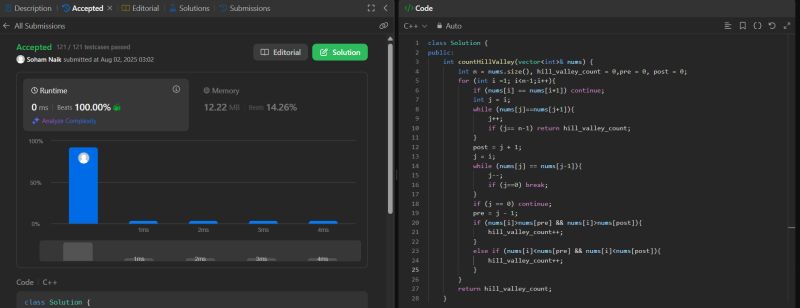 Description
Accepted
Editorial
Solutions
Submissions
All Submissions
Accepted 121 / 121 testcases passed
Soham Naik submitted at Aug 02, 2025 03:02
Editorial
Solution
Runtime
0 ms Beats 100.00%
Analyze Complexity
Memory
12.22 MB Beats 14.26%
100%
50%
0%
1ms 2ms 3ms 4ms
1ms 2ms 3ms 4ms
Code C++
class Solution {
Code
C++ Auto
1 class Solution {
2 public:
3 int countHillValley(vector<int>& nums) {
4 int n = nums.size(), hill_valley_count = 0,pre = 0, post = 0;
5 for (int i =1; i<n-1;i++){
6 if (nums[i] == nums[i+1]) continue;
7 int j = i;
8 while (nums[j]==nums[j+1]){
9 j++;
10 if (j== n-1) return hill_valley_count;
11 }
12 post = j + 1;
13 j = i;
14 while (nums[j] == nums[j-1]){
15 j--;
16 if (j==0) break;
17 }
18 if (j == 0) continue;
19 pre = j - 1;
20 if (nums[i]>nums[pre] && nums[i]>nums[post]){
21 hill_valley_count++;
22 }
23 else if (nums[i]<nums[pre] && nums[i]<nums[post]){
24 hill_valley_count++;
25 }
26 }
27 return hill_valley_count;
28 }